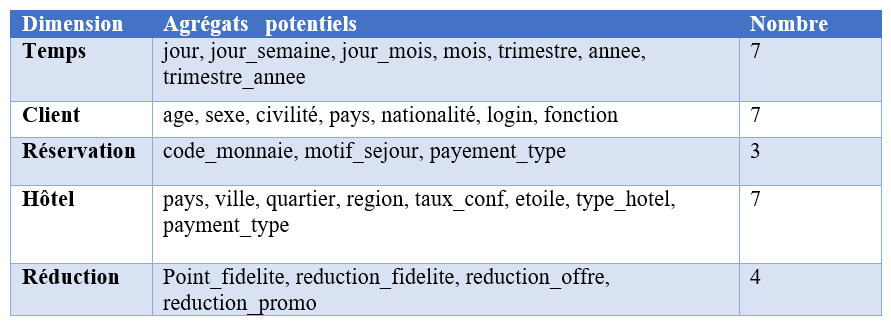 Dimension Agrégats potentiels Nombre
Temps jour, jour_semaine, jour_mois, mois, trimestre, annee, 7
trimestre_annee
Client age, sexe, civilité, pays, nationalité, login, fonction 7
Réservation code_monnaie, motif_sejour, payement_type 3
Hôtel pays, ville, quartier, region, taux_conf, etoile, type_hotel, 7
payment_type
Réduction Point_fidelite, reduction_fidelite, reduction_offre, 4
reduction_promo